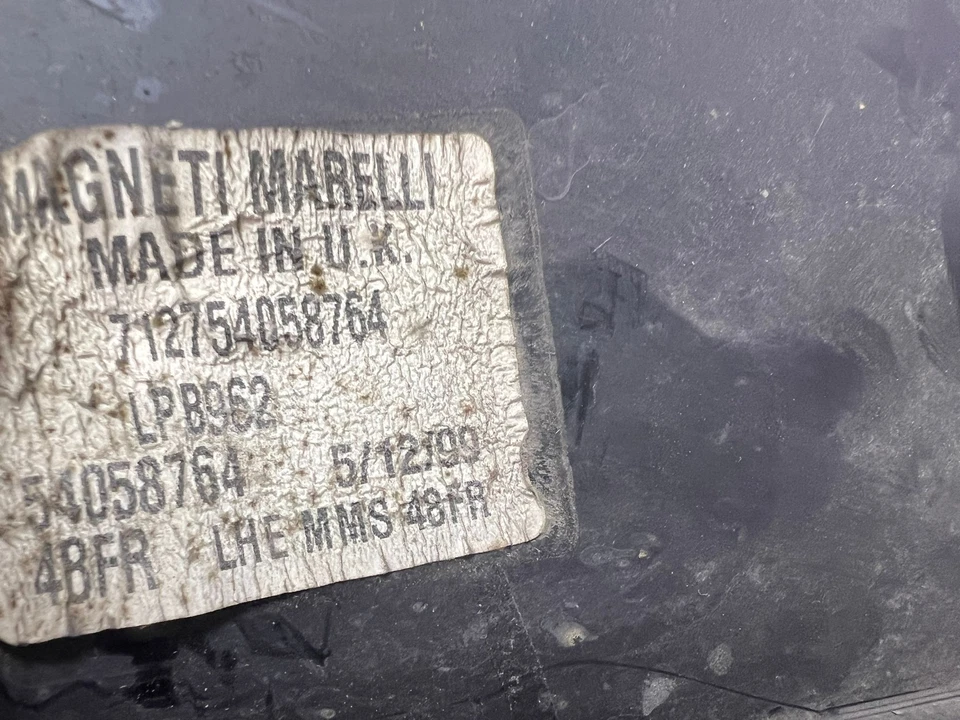 MAGNETI MARELLI
MADE IN U.K.
712754058764
LPB962
54058764 5/12/99
4BFR LHE MMS 48FR